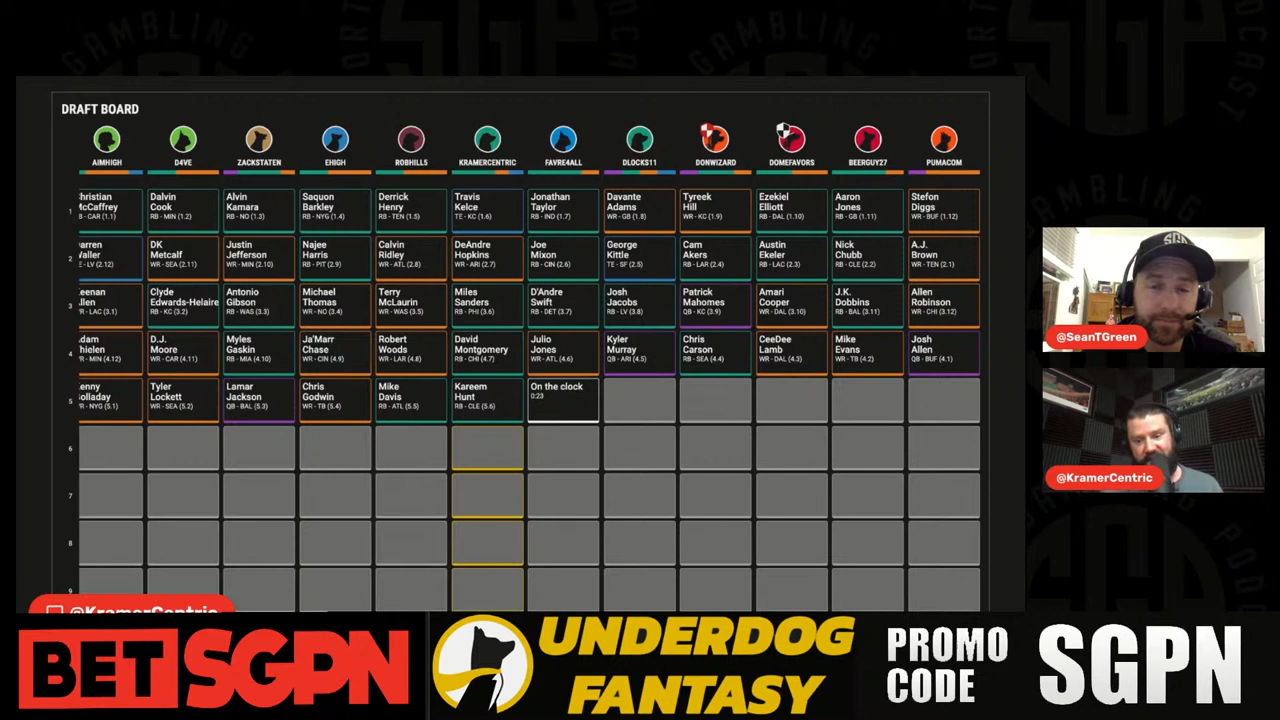 DRAFT BOARD
AIMHIGH D4VE ZACKSTATEN EHIGH ROBHILL5 KRAMERCENTRIC FAVRE4ALL DLOCKS11 DONWIZARD DOMEFAVORS BEERGUY27 PUMACOM
1
Christian Dalvin Alvin Saquon Derrick Travis Jonathan Davante Tyreek Ezekiel Aaron Stefon
McCaffrey Cook Kamara Barkley Henry Kelce Taylor Adams Hill Elliott Jones Diggs
- CAR (1.1) RB - MIN (1.2) RB - NO (1.3) RB - NYG (1.4) RB - TEN (1.5) TE - KC (1.6) RB - IND (1.7) WR - GB (1.8) WR - KC (1.9) RB - DAL (1.10) RB - GB (1.11) WR - BUF (1.12)
2
arren DK Justin Najee Calvin DeAndre Joe George Cam Austin Nick A.J.
Waller Metcalf Jefferson Harris Ridley Hopkins Mixon Kittle Akers Ekeler Chubb Brown
- LV (2.12) WR - SEA (2.11) WR - MIN (2.10) RB - PIT (2.9) WR - ATL (2.8) WR - ARI (2.7) RB - CIN (2.6) TE - SF (2.5) RB - LAR (2.4) RB - LAC (2.3) RB - CLE (2.2) WR - TEN (2.1)
3
eenan Clyde Antonio Michael Terry Miles D'Andre Josh Patrick Amari J.K. Allen
Allen Edwards-Helaire Gibson Thomas McLaurin Sanders Swift Jacobs Mahomes Cooper Dobbins Robinson
- LAC (3.1) RB - KC (3.2) RB - WAS (3.3) WR - NO (3.4) WR - WAS (3.5) RB - PHI (3.6) RB - DET (3.7) RB - LV (3.8) QB - KC (3.9) WR - DAL (3.10) RB - BAL (3.11) WR - CHI (3.12)
4
dam D.J. Myles Ja'Marr Robert David Julio Kyler Chris CeeDee Mike Josh
Thielen Moore Gaskin Chase Woods Montgomery Jones Murray Carson Lamb Evans Allen
- MIN (4.12) WR - CAR (4.11) RB - MIA (4.10) WR - CIN (4.9) WR - LAR (4.8) RB - CHI (4.7) WR - ATL (4.6) QB - ARI (4.5) RB - SEA (4.4) WR - DAL (4.3) WR - TB (4.2) QB - BUF (4.1)
5
enny Tyler Lamar Chris Mike Kareem On the clock
olladay Lockett Jackson Godwin Davis Hunt 0:23
- NYG (5.1) WR - SEA (5.2) QB - BAL (5.3) WR - TB (5.4) RB - ATL (5.5) RB - CLE (5.6)
6
7
8
9
@SeanTGreen
@KramerCentric
@KramerCentric
BET SGPN
UNDERDOG
FANTASY
PROMO
CODE
SGPN